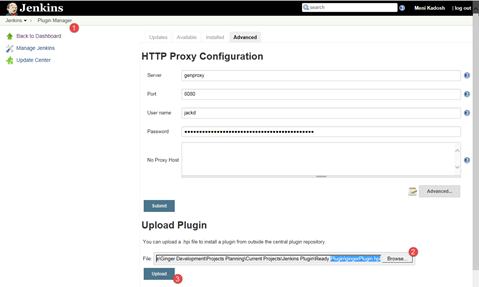 Jenkins
search
Meni Kadosh
| log out
Jenkins
Plugin Manager
1
Back to Dashboard
Manage Jenkins
Update Center
Updates Available Installed Advanced
HTTP Proxy Configuration
Server genproxy
Port 8080
User name jackd
Password
No Proxy Host
Advanced...
Submit
Upload Plugin
You can upload a .hpi file to install a plugin from outside the central plugin repository.
2
File: \Ginger Development\Projects Planning\Current Projects\Jenkins Plugin\Ready Plugin\gingerPlugin.hpi Browse...
Upload
3